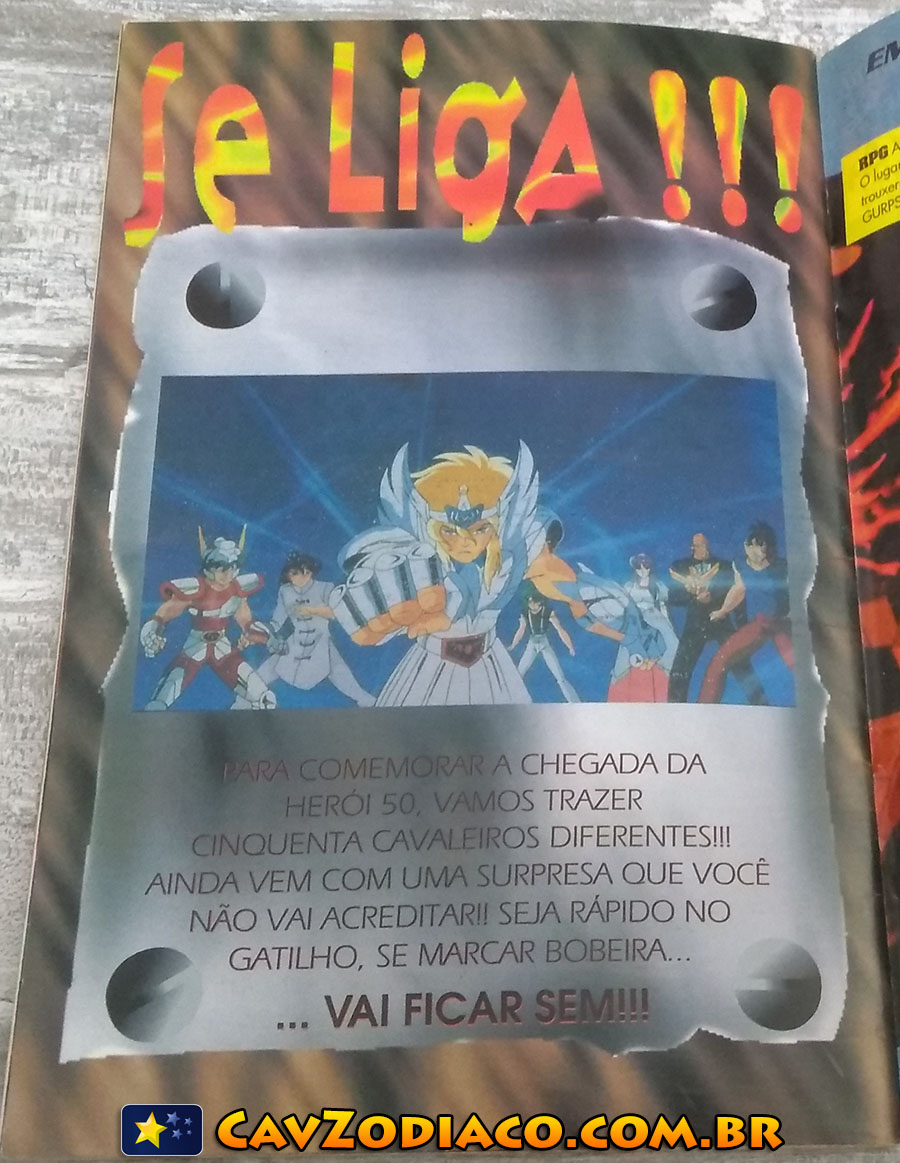 Se Liga !!!
PARA COMEMORAR A CHEGADA DA
HERÓI 50, VAMOS TRAZER
CINQUENTA CAVALEIROS DIFERENTES!!!
AINDA VEM COM UMA SURPRESA QUE VOCÊ
NÃO VAI ACREDITAR!! SEJA RÁPIDO NO
GATILHO, SE MARCAR BOBEIRA...
... VAI FICAR SEM!!!
EM
RPG A
O lugar
GURPS
CavZodiaco.com.br